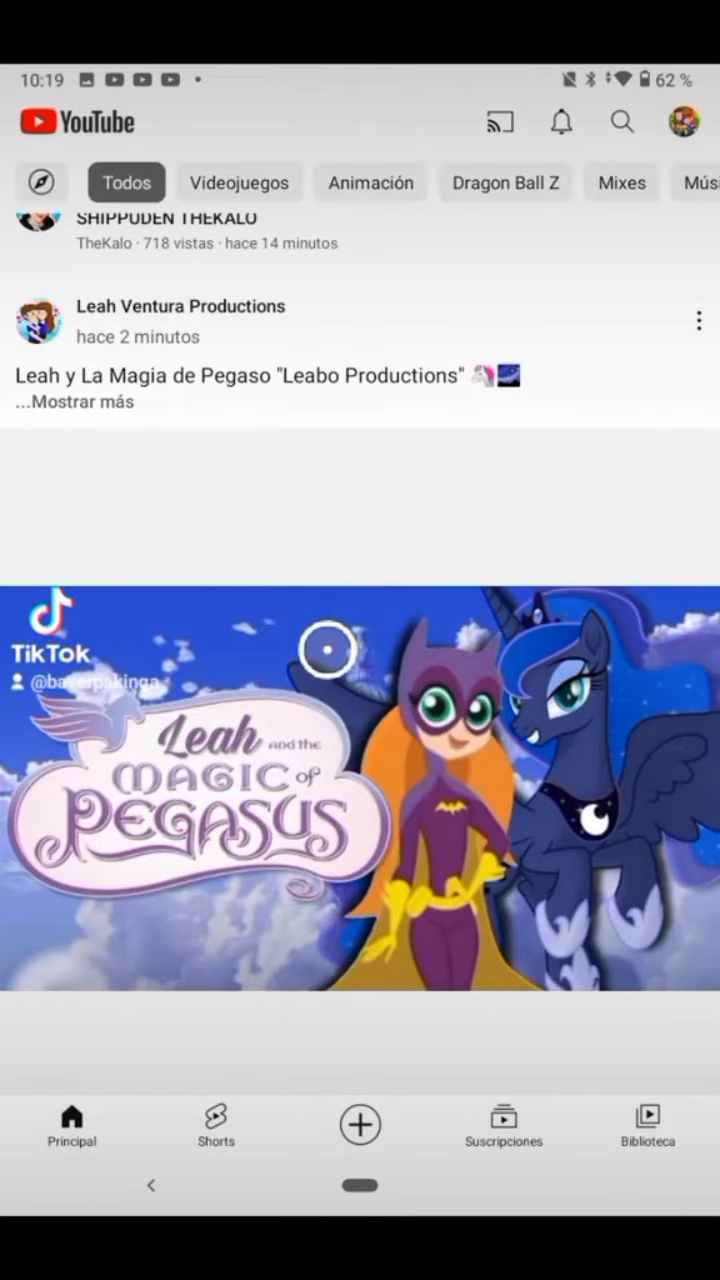 10:19
62 %
YouTube
Todos
Videojuegos
Animación
Dragon Ball Z
Mixes
Músi
SHIPPUDEN THEKALO
TheKalo · 718 vistas · hace 14 minutos
Leah Ventura Productions
hace 2 minutos
Leah y La Magia de Pegaso "Leabo Productions" 🦄🌌
...Mostrar más
TikTok
@baverpakinga
Leah and the
MAGIC of
PEGASUS
Principal
Shorts
Suscripciones
Biblioteca